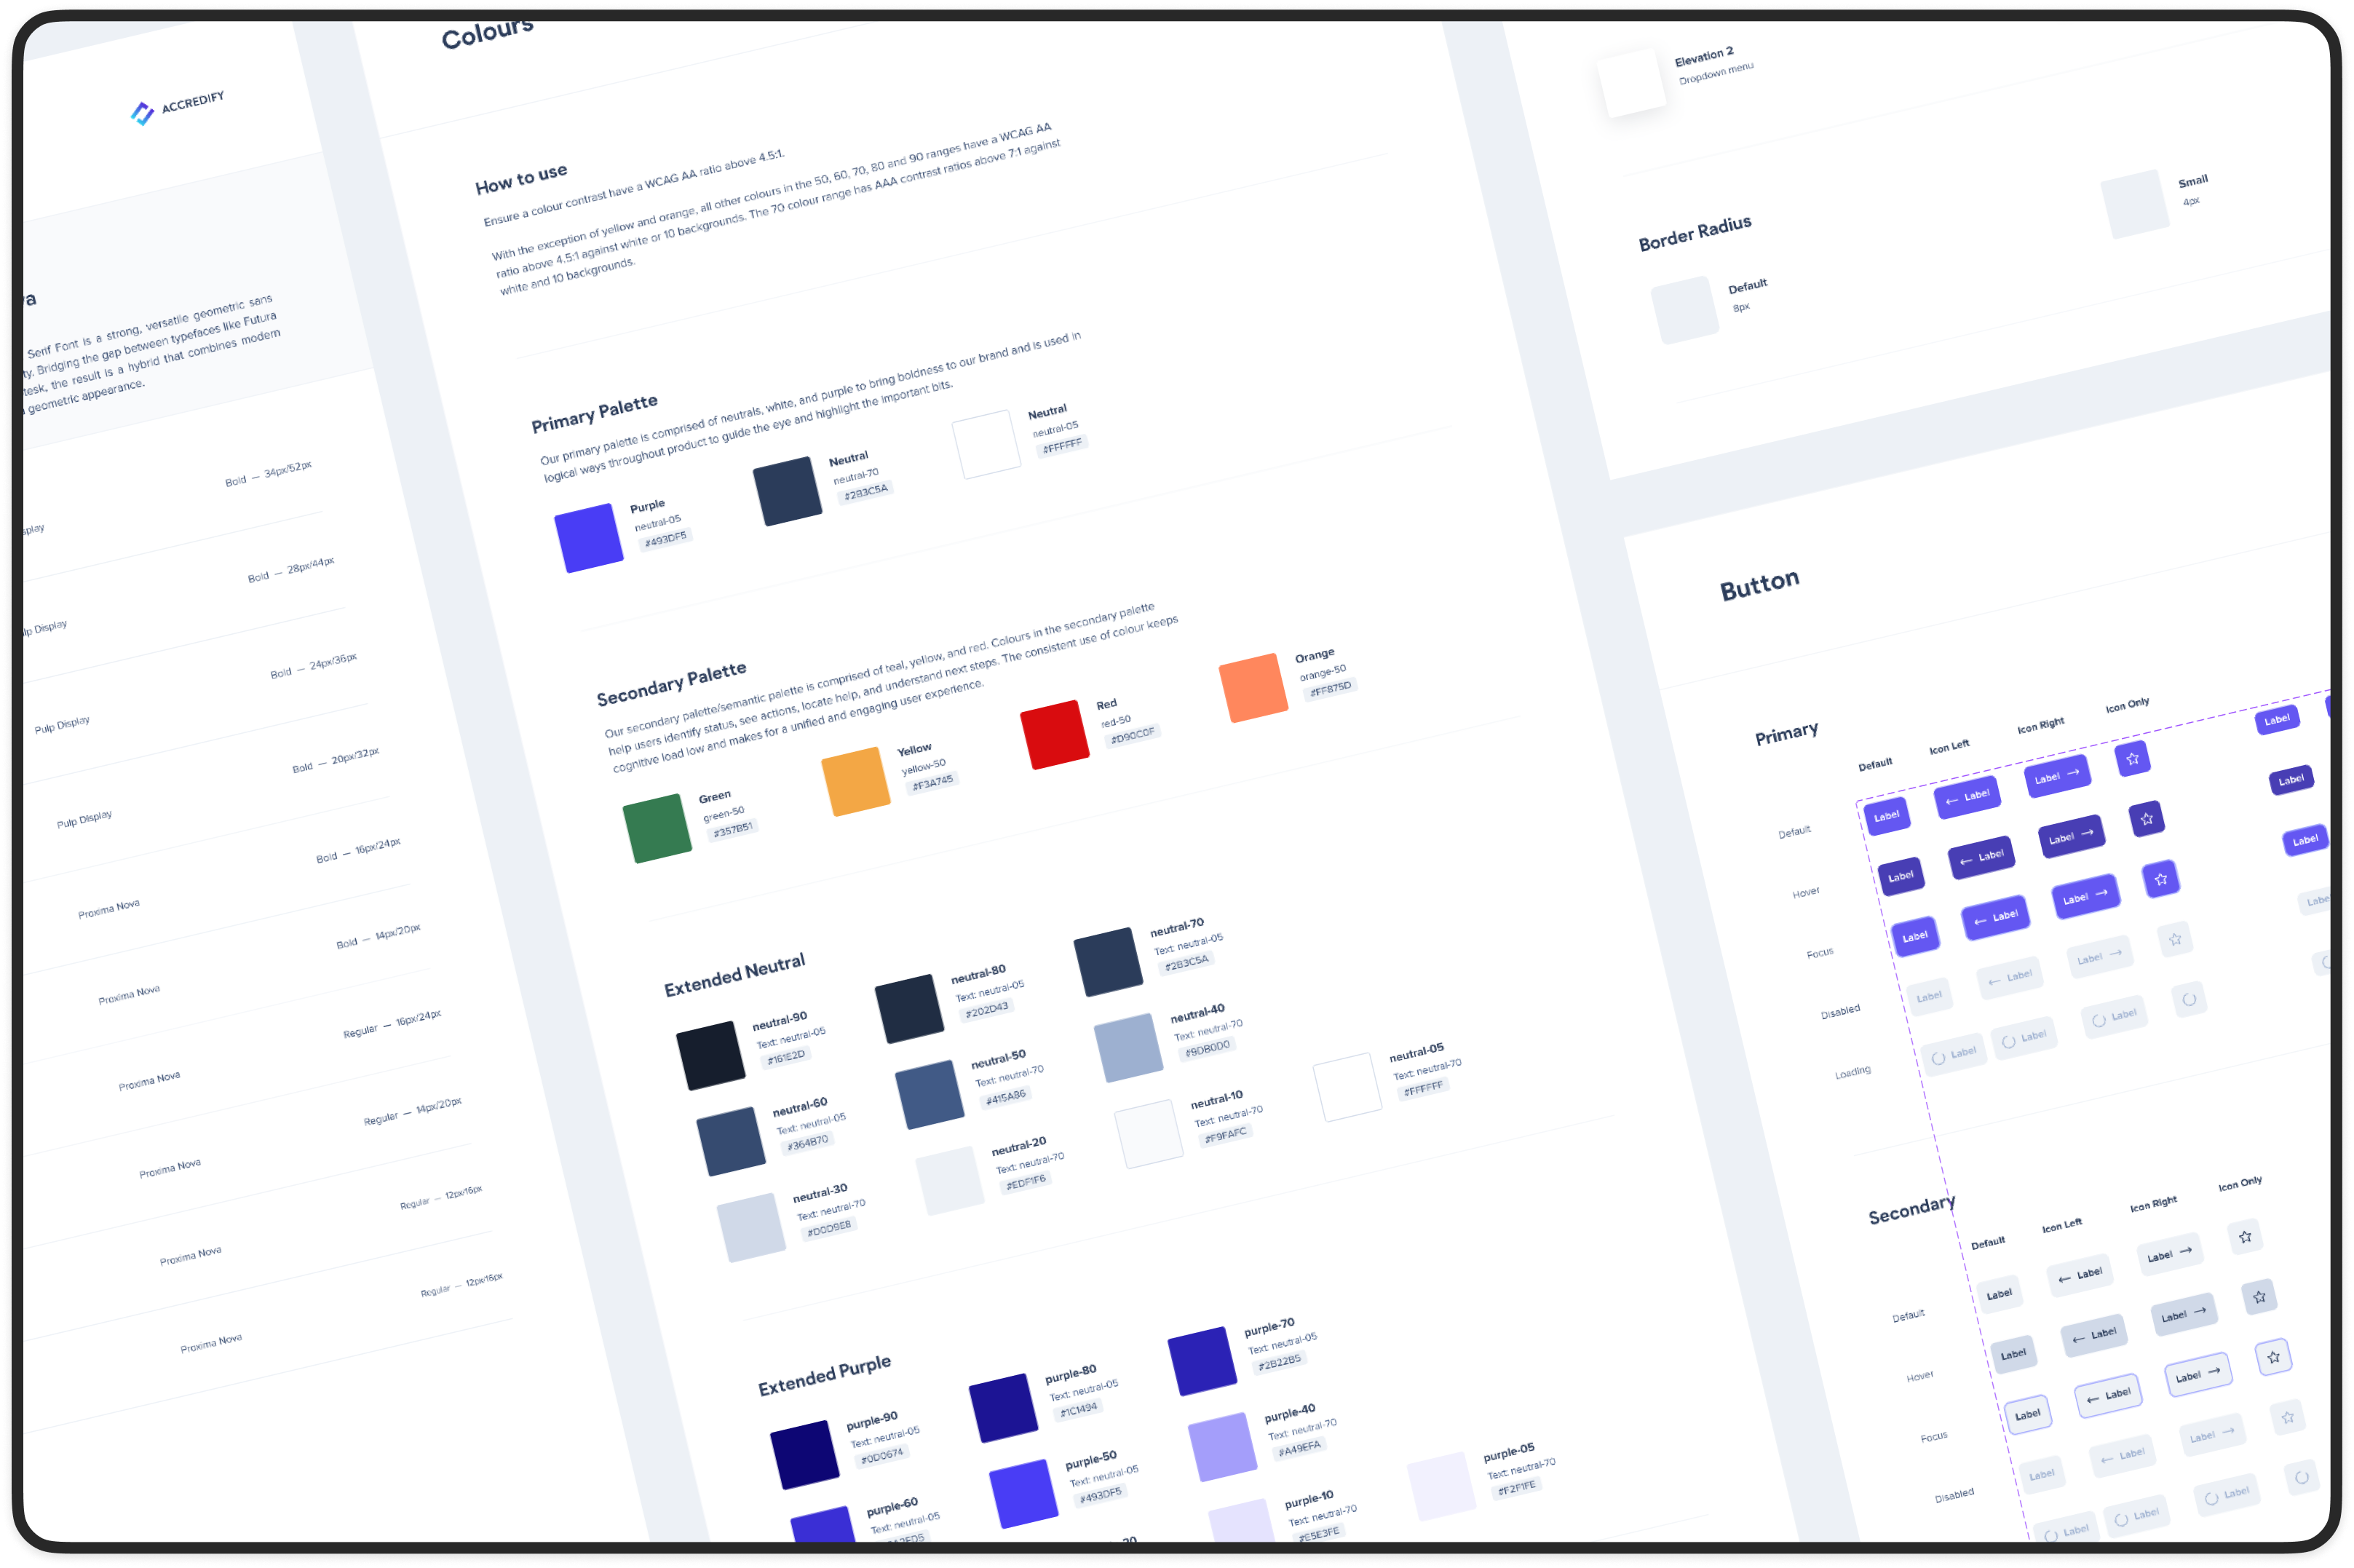 ACCREDIFY
Serif Font is a strong, versatile geometric sans
Bridging the gap between typefaces like Futura
the result is a hybrid that combines modern
geometric appearance.
Bold — 34px/52px
Bold — 28px/44px
Display
Bold — 24px/36px
Pulp Display
Bold — 20px/32px
Pulp Display
Bold — 16px/24px
Proxima Nova
Bold — 14px/20px
Proxima Nova
Regular — 16px/24px
Proxima Nova
Regular — 14px/20px
Proxima Nova
Regular — 12px/16px
Proxima Nova
Regular — 12px/16px
Proxima Nova
Colours
How to use
Ensure a colour contrast have a WCAG AA ratio above 4.5:1.
With the exception of yellow and orange, all other colours in the 50, 60, 70, 80 and 90 ranges have a WCAG AA
ratio above 4.5:1 against white or 10 backgrounds. The 70 colour range has AAA contrast ratios above 7:1 against
white and 10 backgrounds.
Primary Palette
Our primary palette is comprised of neutrals, white, and purple to bring boldness to our brand and is used in
logical ways throughout product to guide the eye and highlight the important bits.
Purple
neutral-05
#493DF5
Neutral
neutral-70
#2B3C5A
Neutral
neutral-05
#FFFFFF
Secondary Palette
Our secondary palette/semantic palette is comprised of teal, yellow, and red. Colours in the secondary palette
help users identify status, see actions, locate help, and understand next steps. The consistent use of colour keeps
cognitive load low and makes for a unified and engaging user experience.
Green
green-50
#357B51
Yellow
yellow-50
#F3A745
Red
red-50
#D90C0F
Orange
orange-50
#FF875D
Extended Neutral
neutral-90
Text: neutral-05
#161E2D
neutral-80
Text: neutral-05
#202D43
neutral-70
Text: neutral-05
#2B3C5A
neutral-60
Text: neutral-05
#364B70
neutral-50
Text: neutral-70
#415A86
neutral-40
Text: neutral-70
#9DB0D0
neutral-30
Text: neutral-70
#D0D9E8
neutral-20
Text: neutral-70
#EDF1F6
neutral-10
Text: neutral-70
#F9FAFC
neutral-05
Text: neutral-70
#FFFFFF
Extended Purple
purple-90
Text: neutral-05
#0D0674
purple-80
Text: neutral-05
#1C1494
purple-70
Text: neutral-05
#2B22B5
purple-60
Text: neutral-05
purple-50
Text: neutral-05
#493DF5
purple-40
Text: neutral-70
#A49EFA
purple-10
Text: neutral-70
#E5E3FE
purple-05
Text: neutral-70
#F2F1FE
Elevation 2
Dropdown menu
Border Radius
Default
8px
Small
4px
Button
Primary
Default
Icon Left
Icon Right
Icon Only
Default
Label
← Label
Label →
Label
Hover
Label
← Label
Label →
Label
Focus
Label
← Label
Label →
Label
Disabled
Label
← Label
Label →
Loading
Label
Label
Label
Secondary
Default
Icon Left
Icon Right
Icon Only
Default
Label
← Label
Label →
Hover
Label
← Label
Label →
Focus
Label
← Label
Label →
Disabled
Label
← Label
Label →
Label
Label
Label